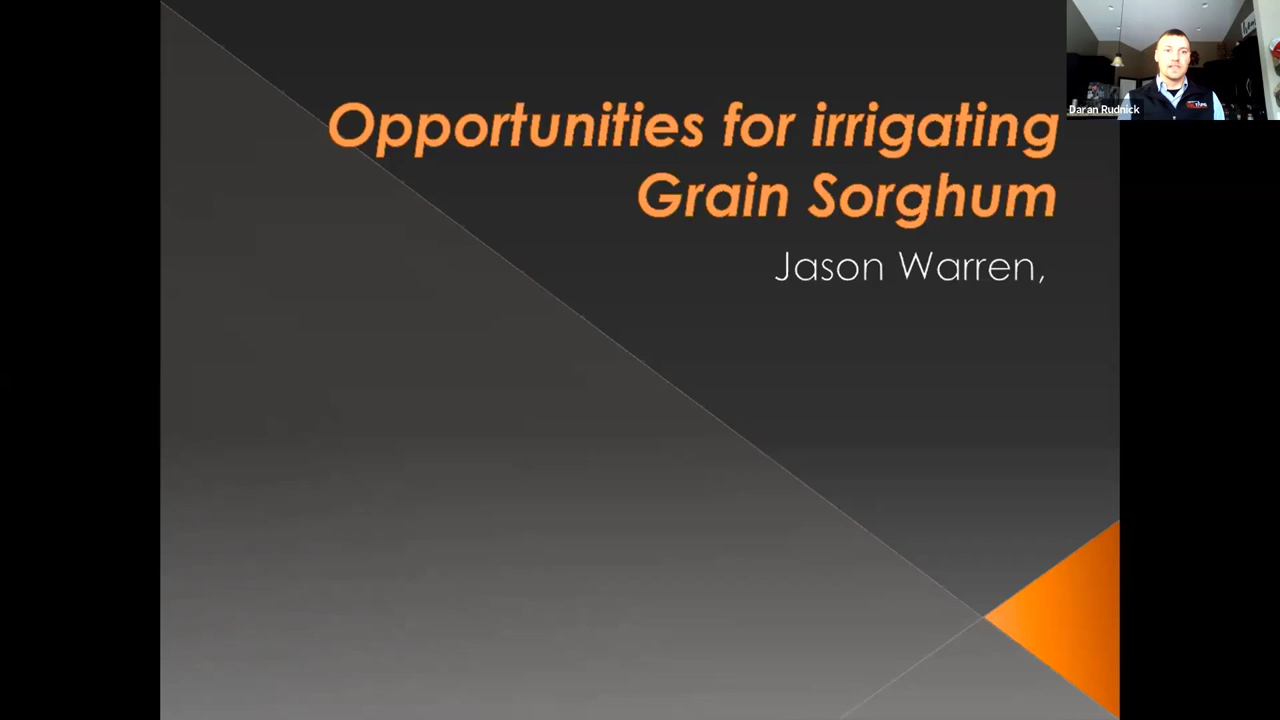 Opportunities for irrigating
Grain Sorghum
Jason Warren,
Daran Rudnick